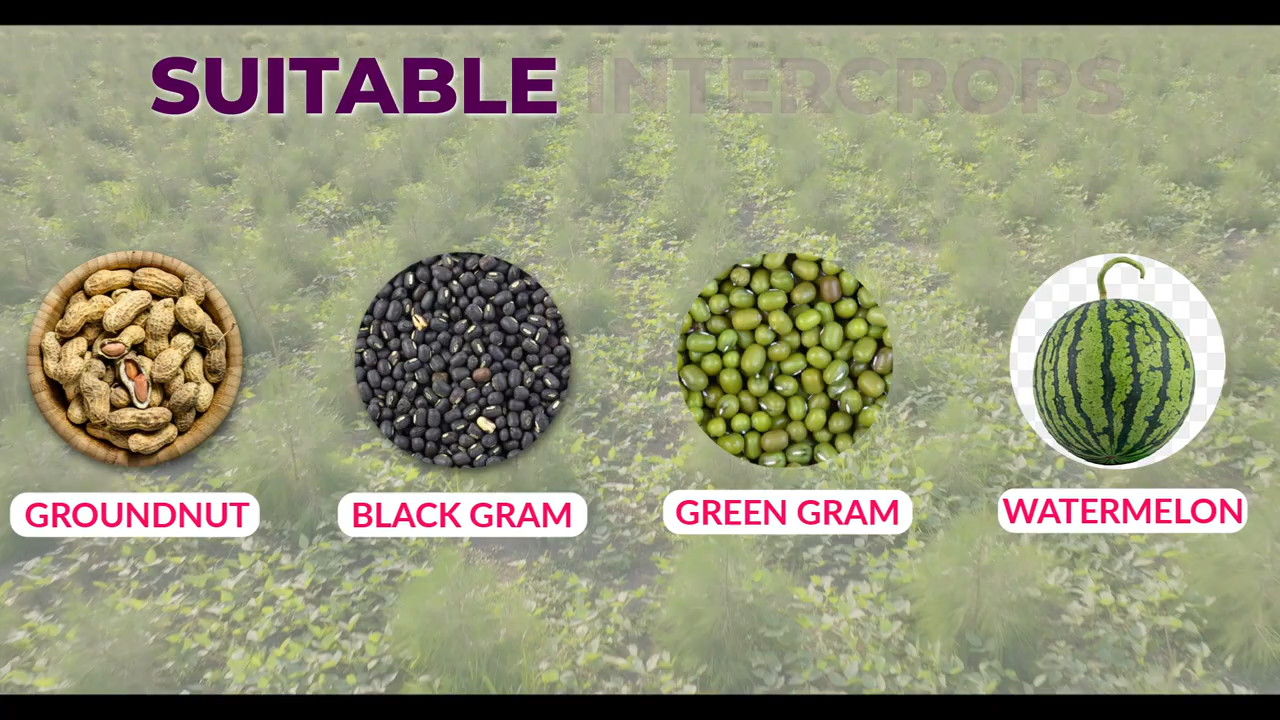 SUITABLE INTERCROPS
GROUNDNUT
BLACK GRAM
GREEN GRAM
WATERMELON